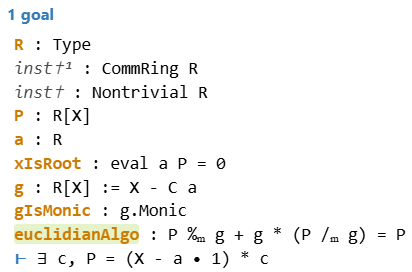 1 goal
R : Type
inst†¹ : CommRing R
inst† : Nontrivial R
P : R[X]
a : R
xIsRoot : eval a P = 0
g : R[X] := X - C a
gIsMonic : g.Monic
euclidianAlgo : P %ₘ g + g * (P /ₘ g) = P
⊢ ∃ c, P = (X - a • 1) * c